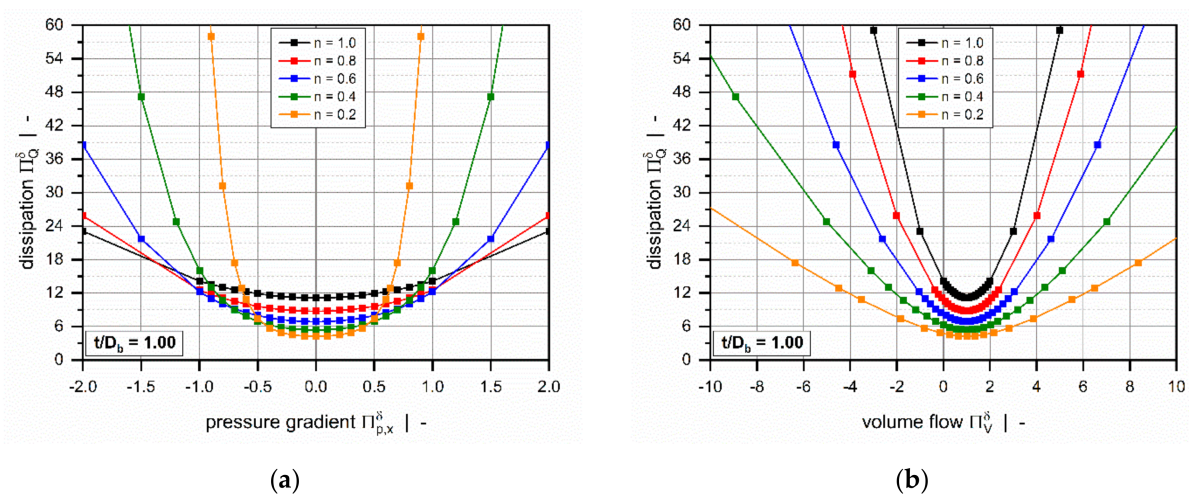 60
54
48
42
36
30
24
18
12
6
0
dissipation Π_Q^δ | -
n = 1.0
n = 0.8
n = 0.6
n = 0.4
n = 0.2
t/D_b = 1.00
-2.0 -1.5 -1.0 -0.5 0.0 0.5 1.0 1.5 2.0
pressure gradient Π_p,x^δ | -
(a)
60
54
48
42
36
30
24
18
12
6
0
dissipation Π_Q^δ | -
n = 1.0
n = 0.8
n = 0.6
n = 0.4
n = 0.2
t/D_b = 1.00
-10 -8 -6 -4 -2 0 2 4 6 8 10
volume flow Π_V^δ | -
(b)